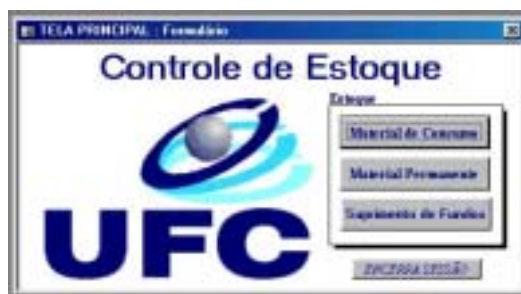 TELA PRINCIPAL : Formulário
Controle de Estoque
Estoque
Material de Consumo
Material Permanente
Suprimento de Fundos
UFC
ENCERRA SESSÃO